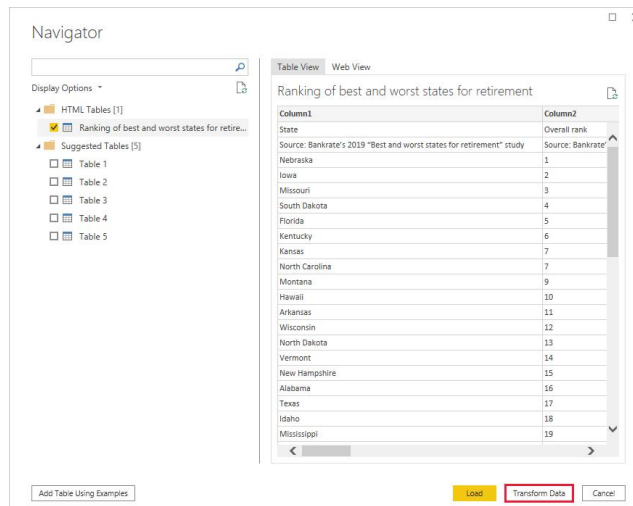 Navigator
Display Options
HTML Tables [1]
Ranking of best and worst states for retire...
Suggested Tables [5]
Table 1
Table 2
Table 3
Table 4
Table 5
Table View Web View
Ranking of best and worst states for retirement
Column1 Column2
State Overall rank
Source: Bankrate's 2019 "Best and worst states for retirement" study Source: Bankrate'
Nebraska 1
Iowa 2
Missouri 3
South Dakota 4
Florida 5
Kentucky 6
Kansas 7
North Carolina 7
Montana 9
Hawaii 10
Arkansas 11
Wisconsin 12
North Dakota 13
Vermont 14
New Hampshire 15
Alabama 16
Texas 17
Idaho 18
Mississippi 19
Add Table Using Examples Load Transform Data Cancel